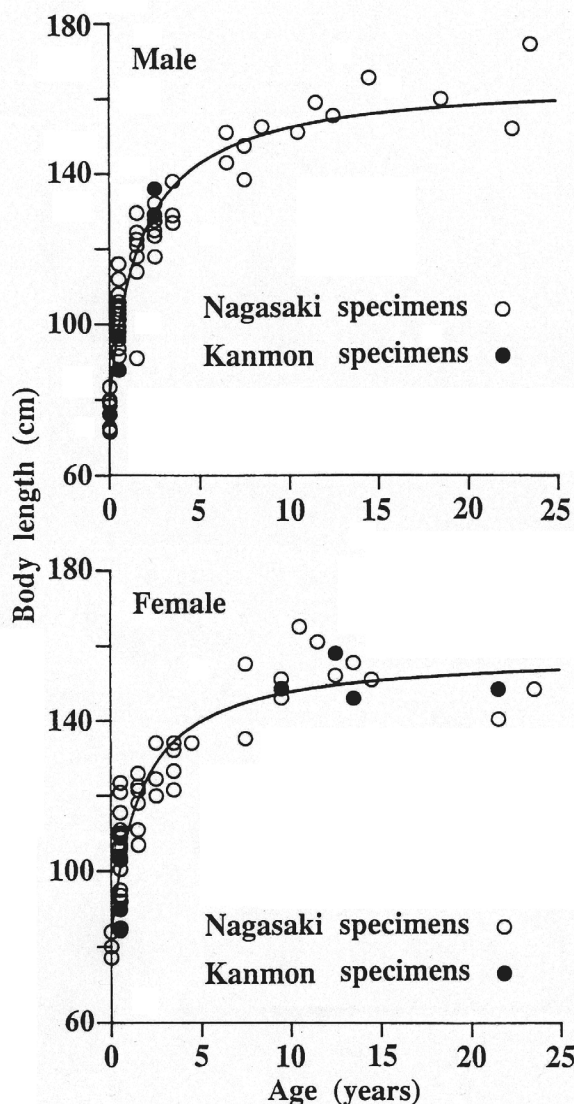 180
Male
140
100
Nagasaki specimens
Kanmon specimens
60
0 5 10 15 20 25
Body length (cm)
180
Female
140
100
Nagasaki specimens
Kanmon specimens
60
0 5 10 15 20 25
Age (years)